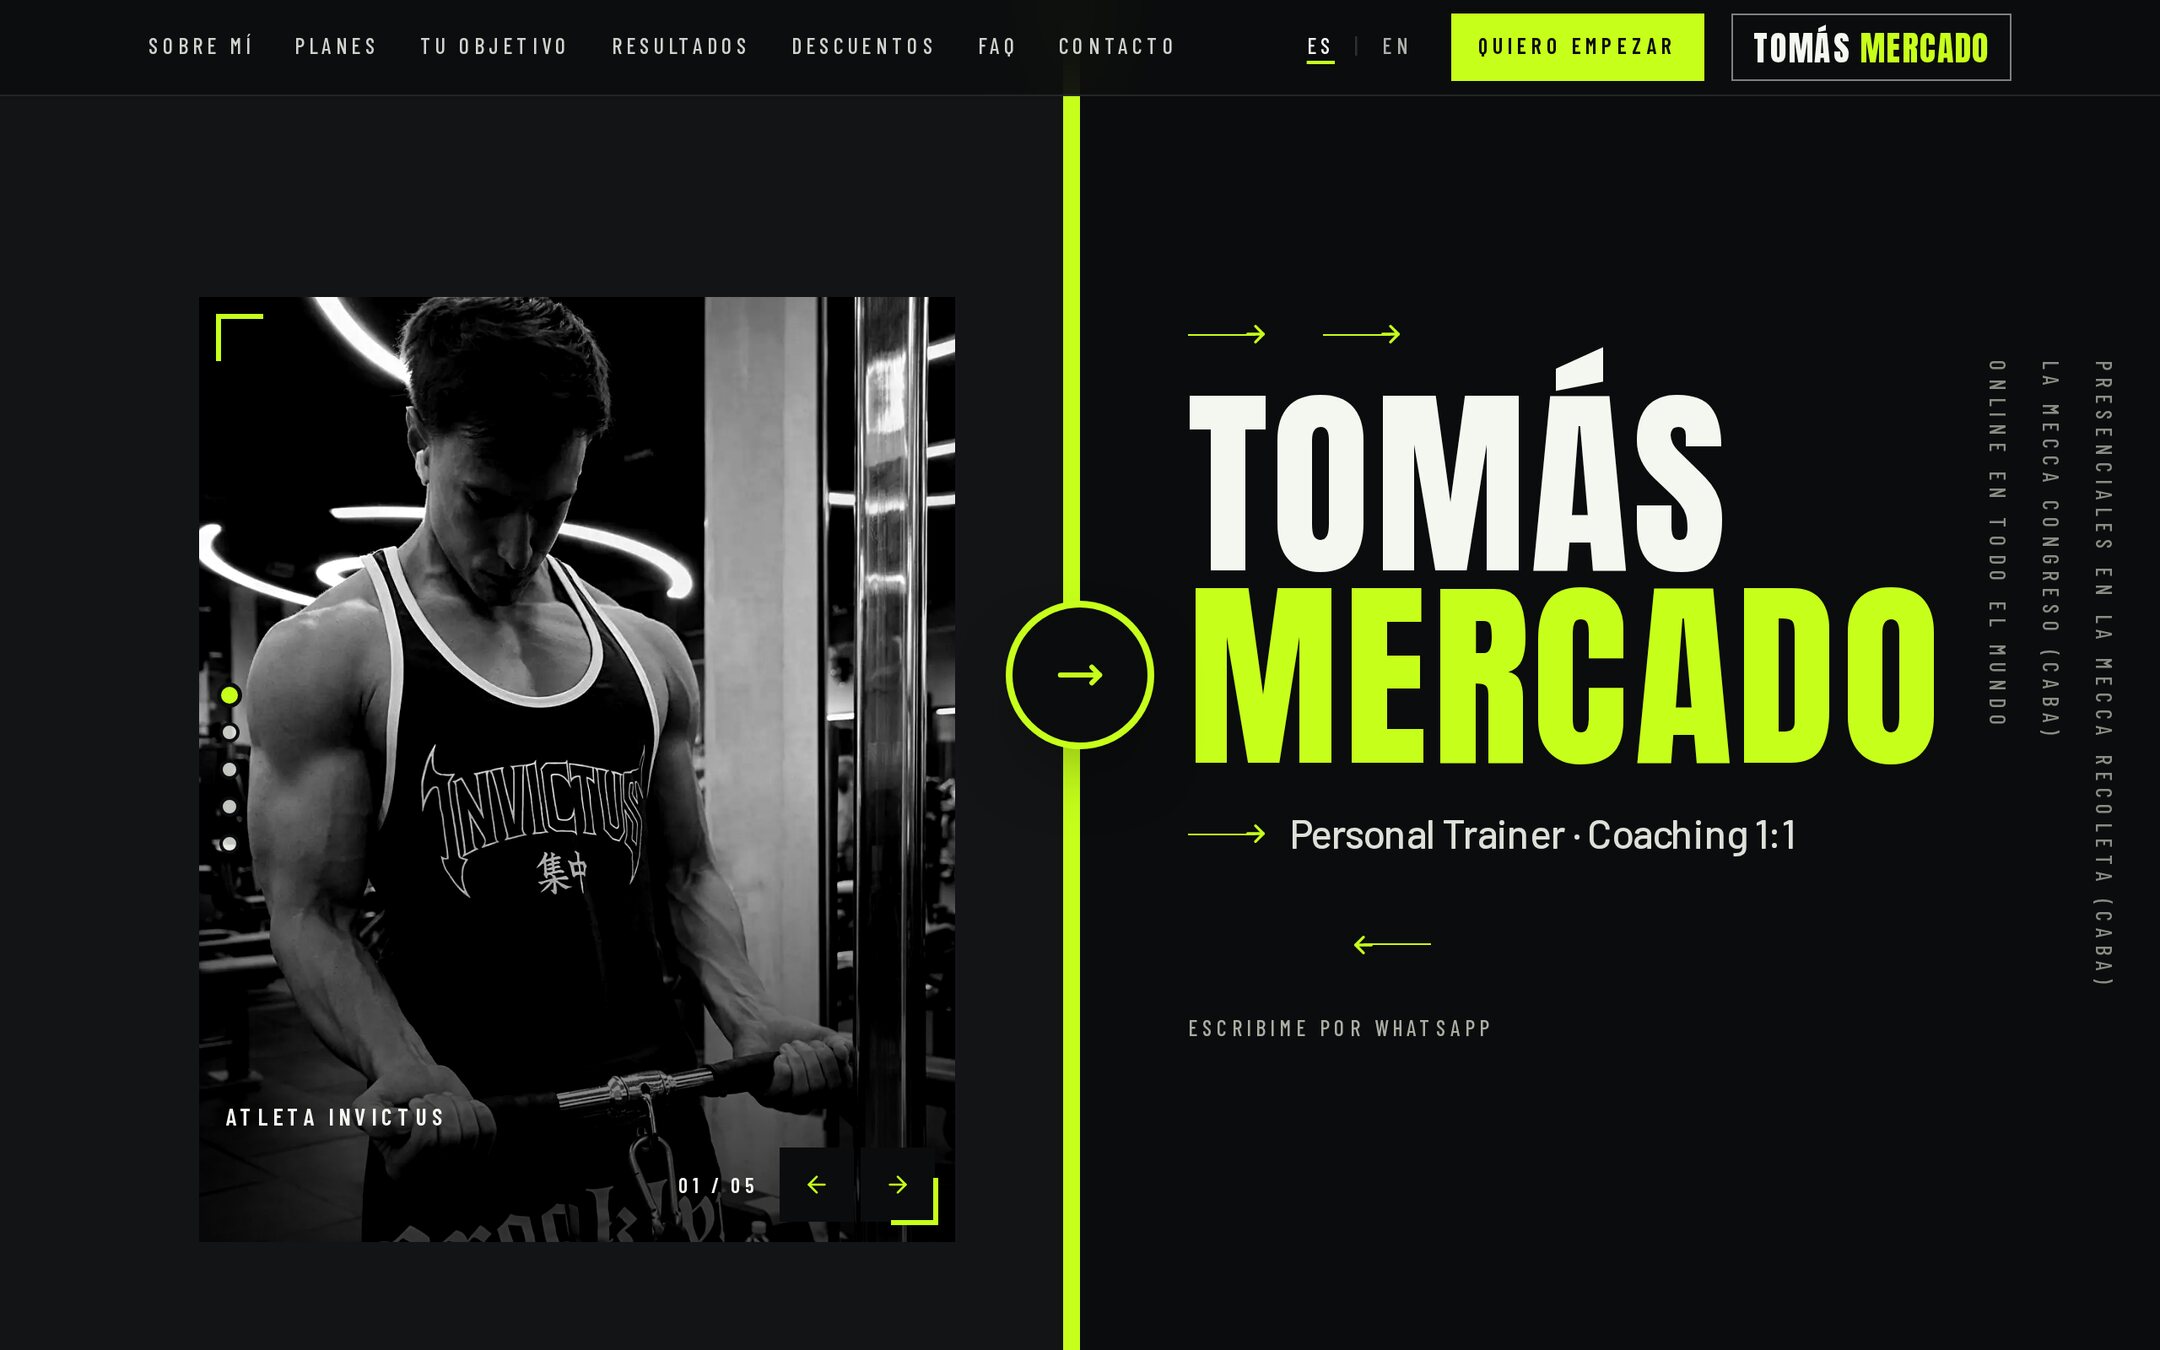 SOBRE MÍ
PLANES
TU OBJETIVO
RESULTADOS
DESCUENTOS
FAQ
CONTACTO
ES | EN
QUIERO EMPEZAR
TOMÁS MERCADO
INVICTUS
集中
ATLETA INVICTUS
01 / 05
TOMÁS
MERCADO
Personal Trainer · Coaching 1:1
ESCRIBIME POR WHATSAPP
PRESENCIALES EN LA MECCA RECOLETA (CABA)
LA MECCA CONGRESO (CABA)
ONLINE EN TODO EL MUNDO